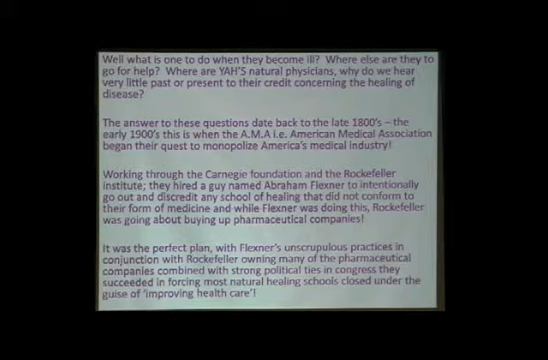 Well what is one to do when they become ill?  Where else are they to
go for help?  Where are YAH'S natural physicians, why do we hear
very little past or present to their credit concerning the healing of
disease?
The answer to these questions date back to the late 1800's – the
early 1900's this is when the A.M.A i.e. American Medical Association
began their quest to monopolize America's medical industry!
Working through the Carnegie foundation and the Rockefeller
institute; they hired a guy named Abraham Flexner to intentionally
go out and discredit any school of healing that did not conform to
their form of medicine and while Flexner was doing this, Rockefeller
was going about buying up pharmaceutical companies!
It was the perfect plan, with Flexner's unscrupulous practices in
conjunction with Rockefeller owning many of the pharmaceutical
companies combined with strong political ties in congress they
succeeded in forcing most natural healing schools closed under the
guise of 'improving health care'!